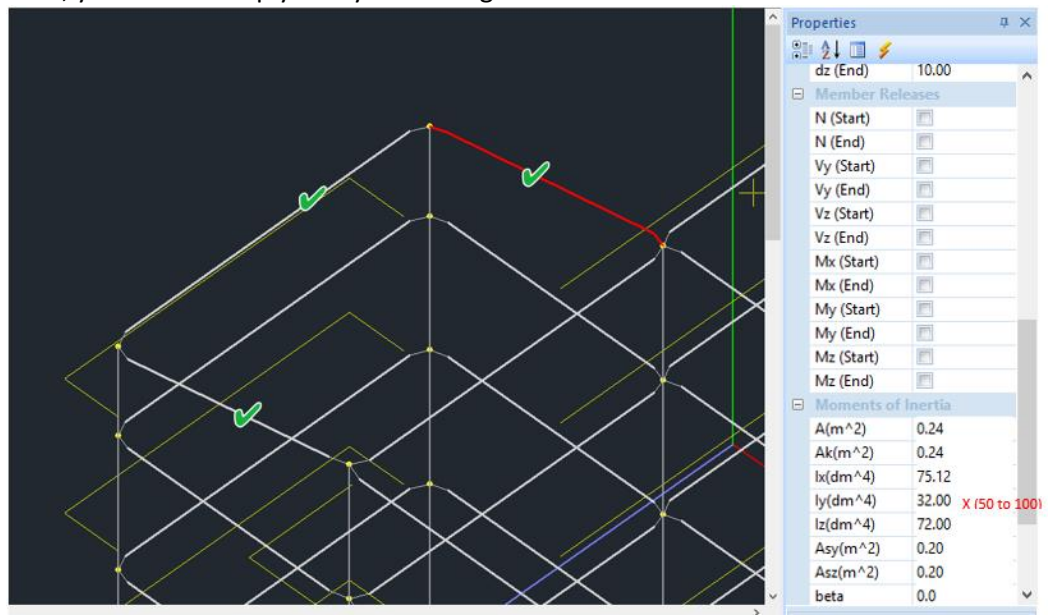 Properties
dz (End) 10.00
Member Releases
N (Start)
N (End)
Vy (Start)
Vy (End)
Vz (Start)
Vz (End)
Mx (Start)
Mx (End)
My (Start)
My (End)
Mz (Start)
Mz (End)
Moments of Inertia
A(m^2) 0.24
Ak(m^2) 0.24
Ix(dm^4) 75.12
Iy(dm^4) 32.00 X (50 to 100)
Iz(dm^4) 72.00
Asy(m^2) 0.20
Asz(m^2) 0.20
beta 0.0